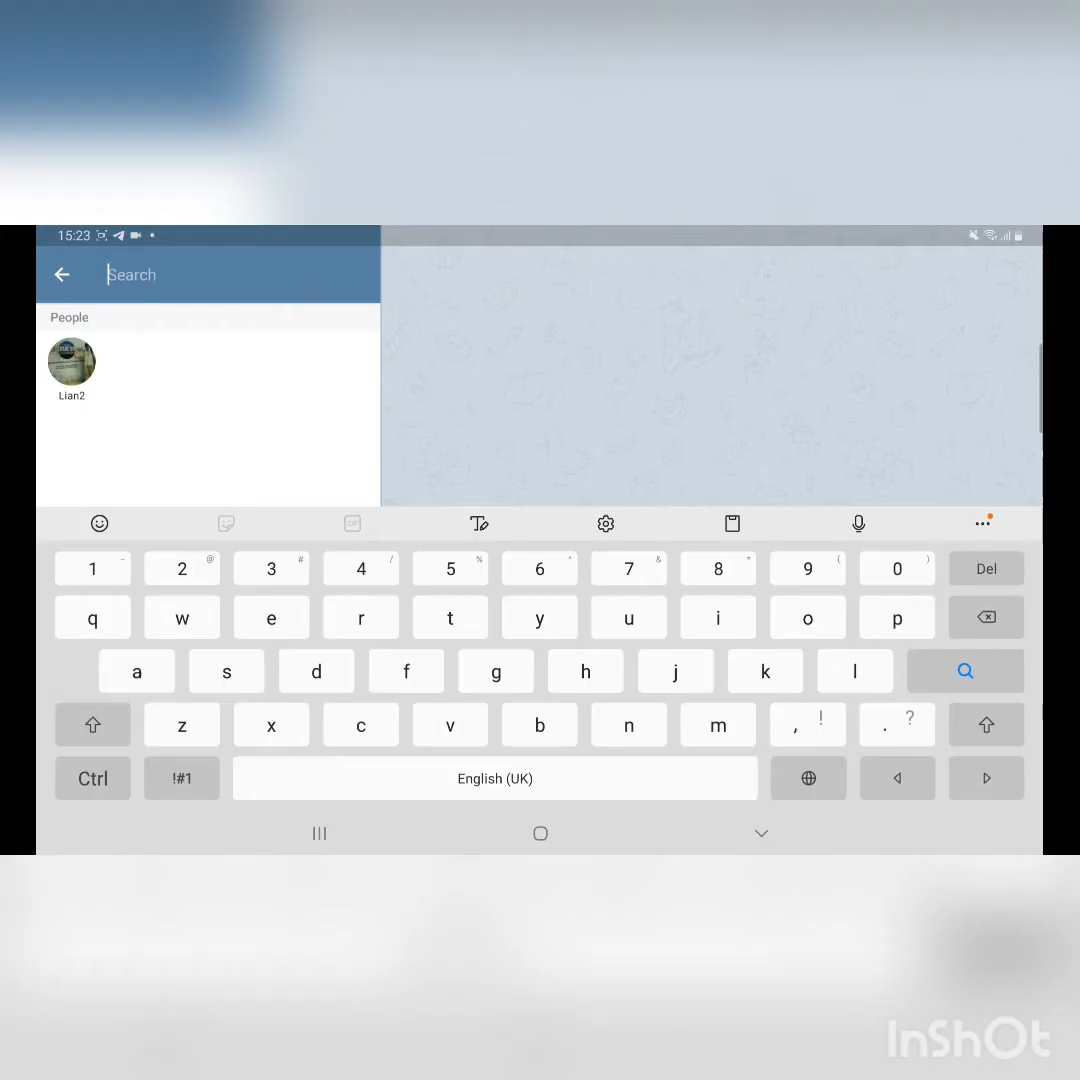 15:23
Search
People
Lian2
GIF
1 - 2 @ 3 # 4 / 5 % 6 ^ 7 & 8 * 9 ( 0 ) Del
q w e r t y u i o p
a s d f g h j k l
z x c v b n m , ! . ?
Ctrl !#1 English (UK)
InShOt